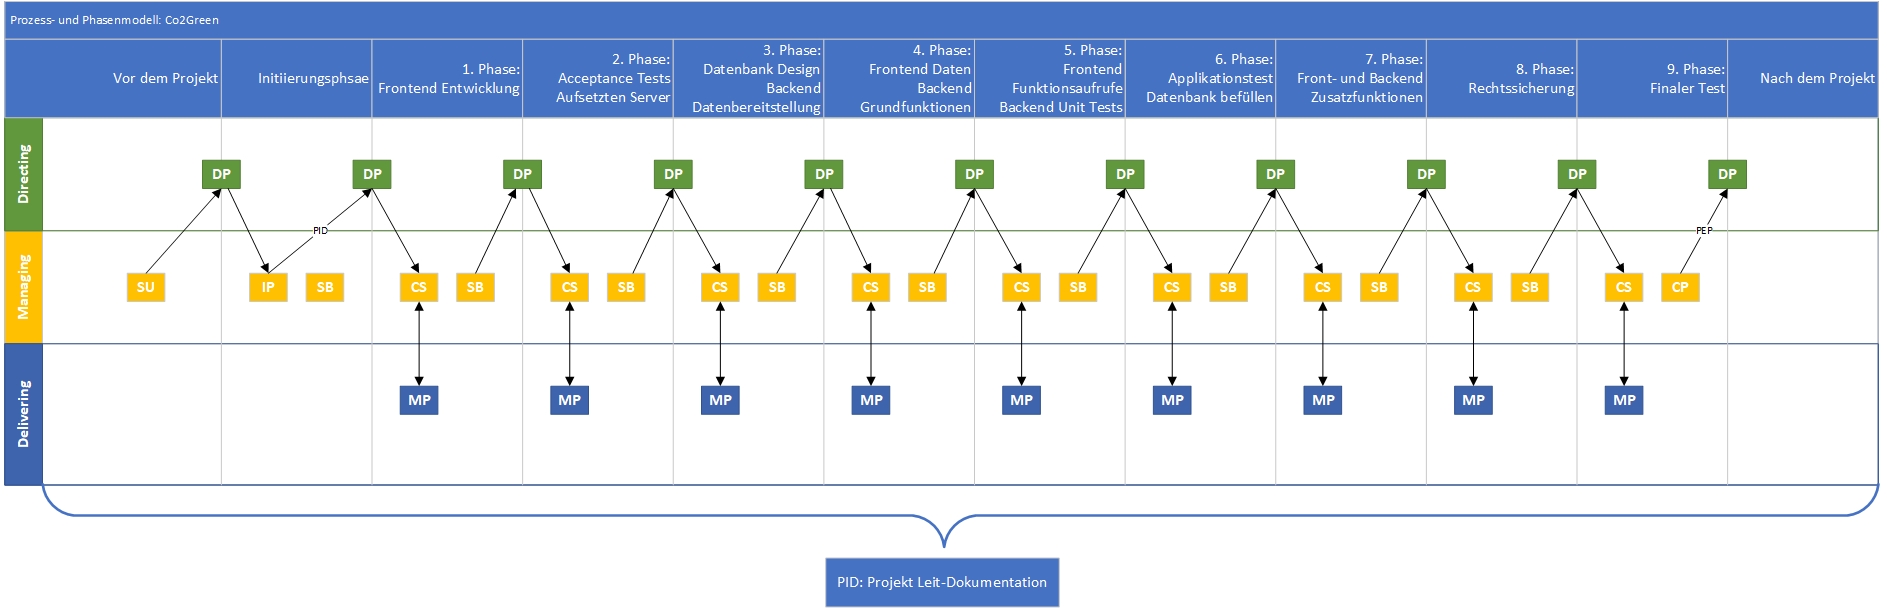 Prozess- und Phasenmodell: Co2Green
Vor dem Projekt
Initiierungsphsae
1. Phase:
Frontend Entwicklung
2. Phase:
Acceptance Tests
Aufsetzten Server
3. Phase:
Datenbank Design
Backend
Datenbereitstellung
4. Phase:
Frontend Daten
Backend
Grundfunktionen
5. Phase:
Frontend
Funktionsaufrufe
Backend Unit Tests
6. Phase:
Applikationstest
Datenbank befüllen
7. Phase:
Front- und Backend
Zusatzfunktionen
8. Phase:
Rechtssicherung
9. Phase:
Finaler Test
Nach dem Projekt
Directing
DP
DP
DP
DP
DP
DP
DP
DP
DP
DP
DP
PID
PEP
Managing
SU
IP
SB
CS
SB
CS
SB
CS
SB
CS
SB
CS
SB
CS
SB
CS
SB
CS
SB
CS
CP
Delivering
MP
MP
MP
MP
MP
MP
MP
MP
MP
PID: Projekt Leit-Dokumentation